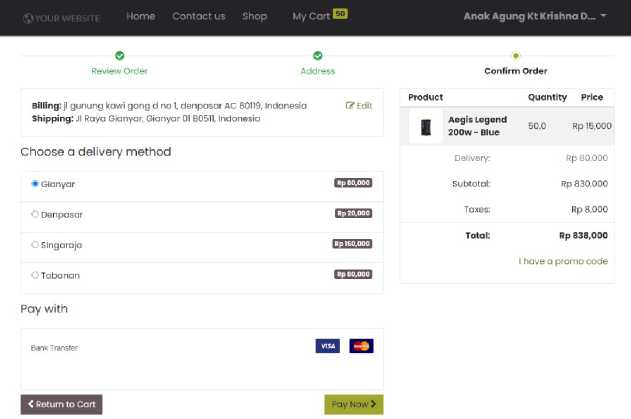 YOUR WEBSITE
Home Contact us Shop My Cart 50 Anak Agung Kt Krishna D...
Review Order Address Confirm Order
Billing: jl gunung kawi gang d no 1, denpasar AC 80119, Indonesia Edit
Shipping: Jl Raya Gianyar, Gianyar 01 80511, Indonesia
Choose a delivery method
Gianyar Rp 80,000
Denpasar Rp 20,000
Singaraja Rp 150,000
Tabanan Rp 60,000
Pay with
Bank Transfer VISA MasterCard
Return to Cart Pay Now
Product Quantity Price
Aegis Legend
200w - Blue 50.0 Rp 15,000
Delivery: Rp 80,000
Subtotal: Rp 830,000
Taxes: Rp 8,000
Total: Rp 838,000
I have a promo code